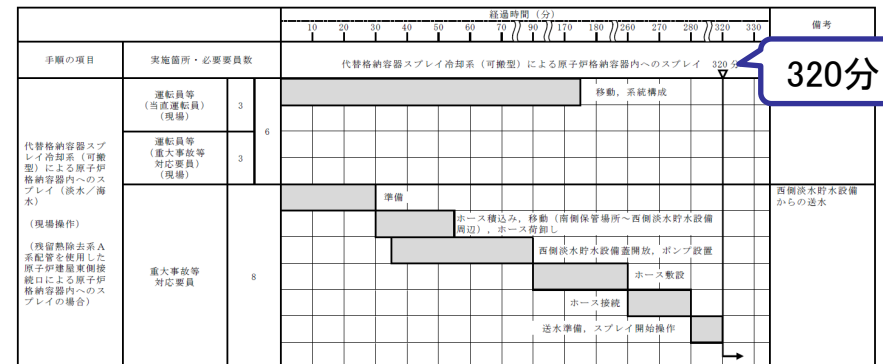 経過時間（分）
10 20 30 40 50 60 70 90 170 180 260 270 280 320 330
備考
手順の項目
実施箇所・必要要員数
代替格納容器スプレイ冷却系（可搬型）による原子炉格納容器内へのスプレイ 320分
320分
代替格納容器スプ
レイ冷却系（可搬
型）による原子炉
格納容器内へのス
プレイ（淡水／海
水）
（現場操作）
（残留熱除去系Ａ
系配管を使用した
原子炉建屋東側接
続口による原子炉
格納容器内へのス
プレイの場合）
運転員等
（当直運転員）
（現場）
3
運転員等
（重大事故等
対応要員）
（現場）
3
6
移動，系統構成
重大事故等
対応要員
8
準備
ホース積込み，移動（南側保管場所～西側淡水貯水設備
周辺），ホース荷卸し
西側淡水貯水設備蓋開放，ポンプ設置
ホース敷設
ホース接続
送水準備，スプレイ開始操作
西側淡水貯水設備
からの送水